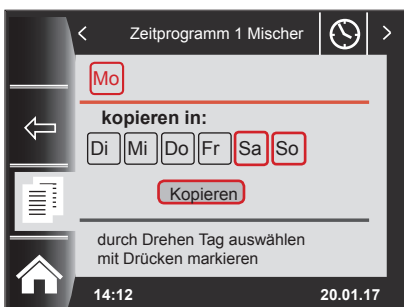 < Zeitprogramm 1 Mischer >
Mo
kopieren in:
Di Mi Do Fr Sa So
Kopieren
durch Drehen Tag auswählen
mit Drücken markieren
14:12 20.01.17